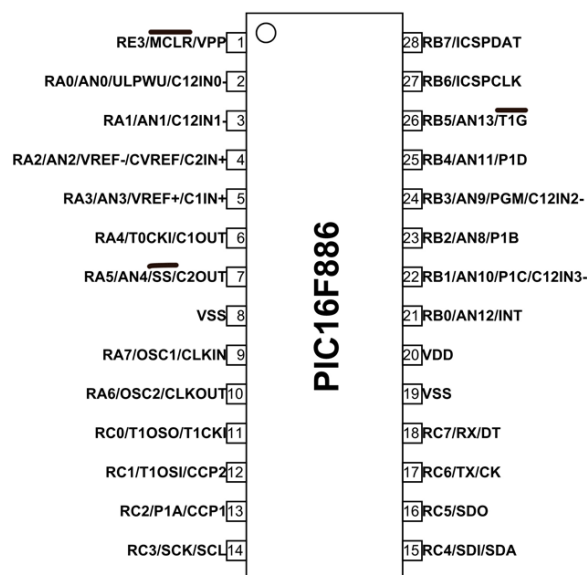 RE3/MCLR/VPP 1
RA0/AN0/ULPWU/C12IN0- 2
RA1/AN1/C12IN1- 3
RA2/AN2/VREF-/CVREF/C2IN+ 4
RA3/AN3/VREF+/C1IN+ 5
RA4/T0CKI/C1OUT 6
RA5/AN4/SS/C2OUT 7
VSS 8
RA7/OSC1/CLKIN 9
RA6/OSC2/CLKOUT 10
RC0/T1OSO/T1CKI 11
RC1/T1OSI/CCP2 12
RC2/P1A/CCP1 13
RC3/SCK/SCL 14
PIC16F886
28 RB7/ICSPDAT
27 RB6/ICSPCLK
26 RB5/AN13/T1G
25 RB4/AN11/P1D
24 RB3/AN9/PGM/C12IN2-
23 RB2/AN8/P1B
22 RB1/AN10/P1C/C12IN3-
21 RB0/AN12/INT
20 VDD
19 VSS
18 RC7/RX/DT
17 RC6/TX/CK
16 RC5/SDO
15 RC4/SDI/SDA